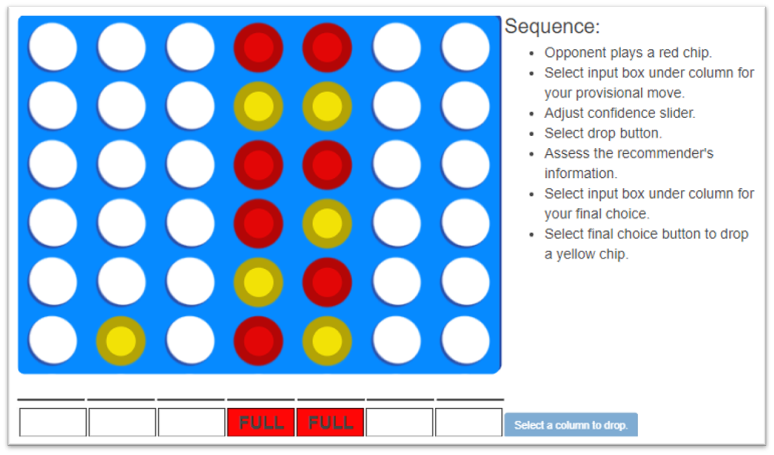 Sequence:
• Opponent plays a red chip.
• Select input box under column for
your provisional move.
• Adjust confidence slider.
• Select drop button.
• Assess the recommender's
information.
• Select input box under column for
your final choice.
• Select final choice button to drop
a yellow chip.
FULL FULL Select a column to drop.